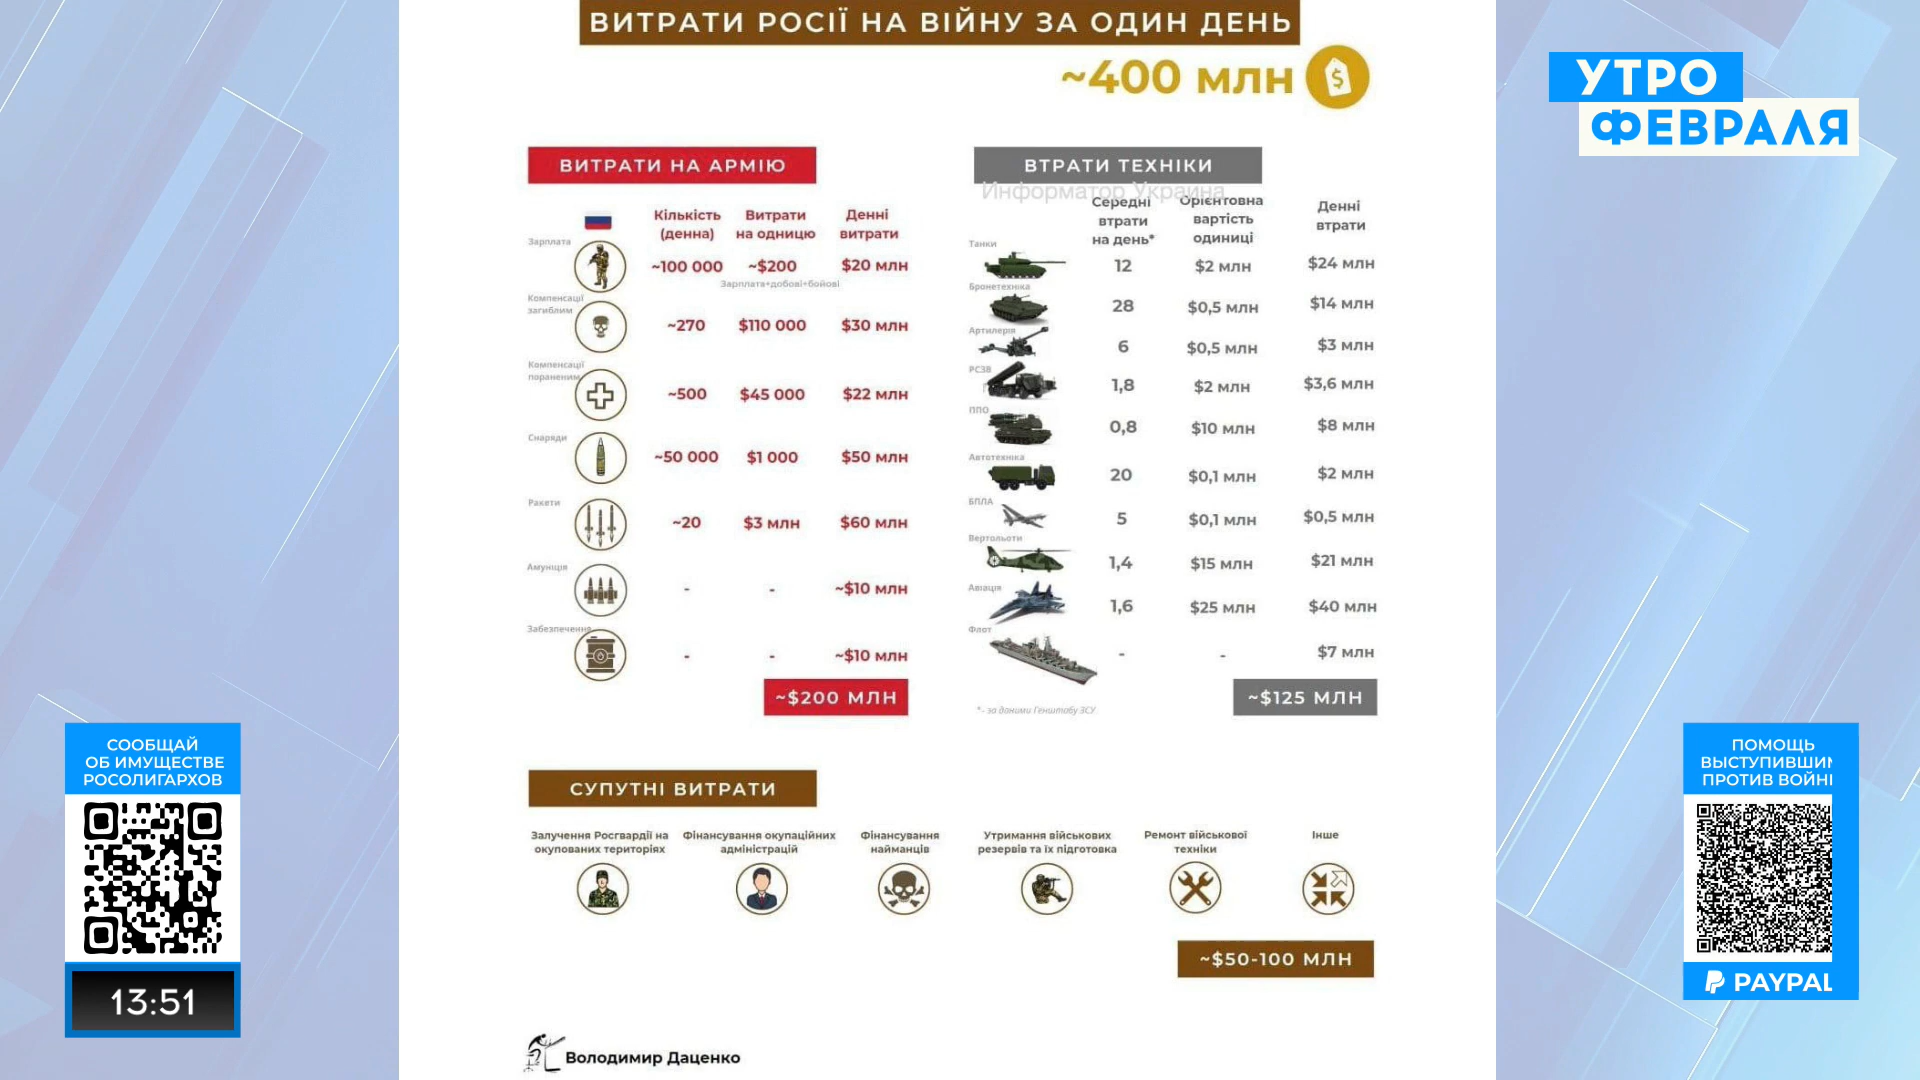 ВИТРАТИ РОСІЇ НА ВІЙНУ ЗА ОДИН ДЕНЬ
~400 млн
УТРО
ФЕВРАЛЯ
ВИТРАТИ НА АРМІЮ
Кількість (денна) Витрати на одницю Денні витрати
Зарплата ~100 000 ~$200 $20 млн
Зарплата+добові+бойові
Компенсації загиблим ~270 $110 000 $30 млн
Компенсації пораненим ~500 $45 000 $22 млн
Снаряди ~50 000 $1 000 $50 млн
Ракети ~20 $3 млн $60 млн
Амуніція - - ~$10 млн
Забезпечення - - ~$10 млн
~$200 МЛН
ВТРАТИ ТЕХНІКИ
Информатор Украина
Середні втрати на день* Орієнтовна вартість одиниці Денні втрати
Танки 12 $2 млн $24 млн
Бронетехніка 28 $0,5 млн $14 млн
Артилерія 6 $0,5 млн $3 млн
РСЗВ 1,8 $2 млн $3,6 млн
ППО 0,8 $10 млн $8 млн
Автотехніка 20 $0,1 млн $2 млн
БПЛА 5 $0,1 млн $0,5 млн
Вертольоти 1,4 $15 млн $21 млн
Авіація 1,6 $25 млн $40 млн
Флот - - $7 млн
~$125 МЛН
*- за даними Генштабу ЗСУ.
СУПУТНІ ВИТРАТИ
Залучення Росгвардії на окупованих територіях
Фінансування окупаційних адміністрацій
Фінансування найманців
Утримання військових резервів та їх підготовка
Ремонт військової техніки
Інше
~$50-100 МЛН
Володимир Даценко
СООБЩАЙ
ОБ ИМУЩЕСТВЕ
РОСОЛИГАРХОВ
13:51
ПОМОЩЬ
ВЫСТУПИВШИМ
ПРОТИВ ВОЙН
PAYPAL